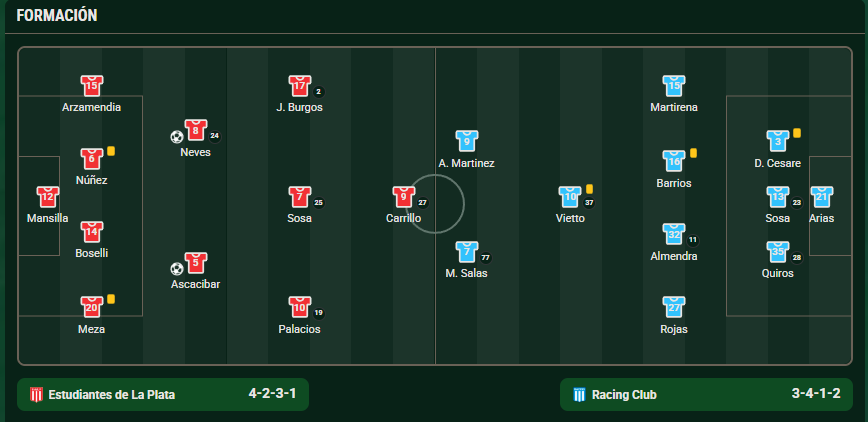 FORMACIÓN
15
Arzamendia
6
Núñez
12
Mansilla
14
Boselli
20
Meza
8
24
Neves
5
Ascacibar
17
2
J. Burgos
7
25
Sosa
10
19
Palacios
9
27
Carrillo
9
A. Martinez
7
77
M. Salas
10
37
Vietto
15
Martirena
16
Barrios
32
11
Almendra
27
Rojas
3
D. Cesare
13
23
Sosa
35
28
Quiros
21
Arias
Estudiantes de La Plata 4-2-3-1
Racing Club 3-4-1-2